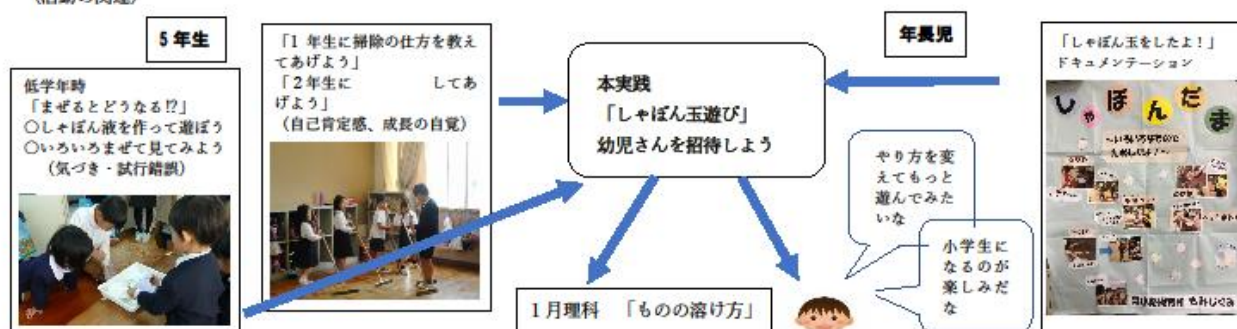 5年生
低学年時
「まぜるとどうなる!?」
○しゃぼん液を作って遊ぼう
○いろいろまぜて見てみよう
（気づき・試行錯誤）
「1年生に掃除の仕方を教え
てあげよう」
「2年生に　　　　　してあ
げよう」
（自己肯定感、成長の自覚）
本実践
「しゃぼん玉遊び」
幼児さんを招待しよう
1月理科　「ものの溶け方」
年長児
やり方を変
えてもっと
遊んでみた
いな
小学生に
なるのが
楽しみだ
な
「しゃぼん玉をしたよ！」
ドキュメンテーション
しゃぼんだま